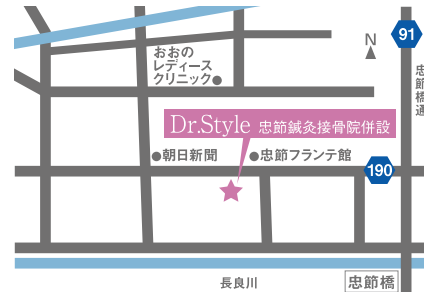 91
N
おおの
レディース
クリニック●
忠節橋通
Dr.Style 忠節鍼灸接骨院併設
●朝日新聞
●忠節フランテ館
190
長良川
忠節橋